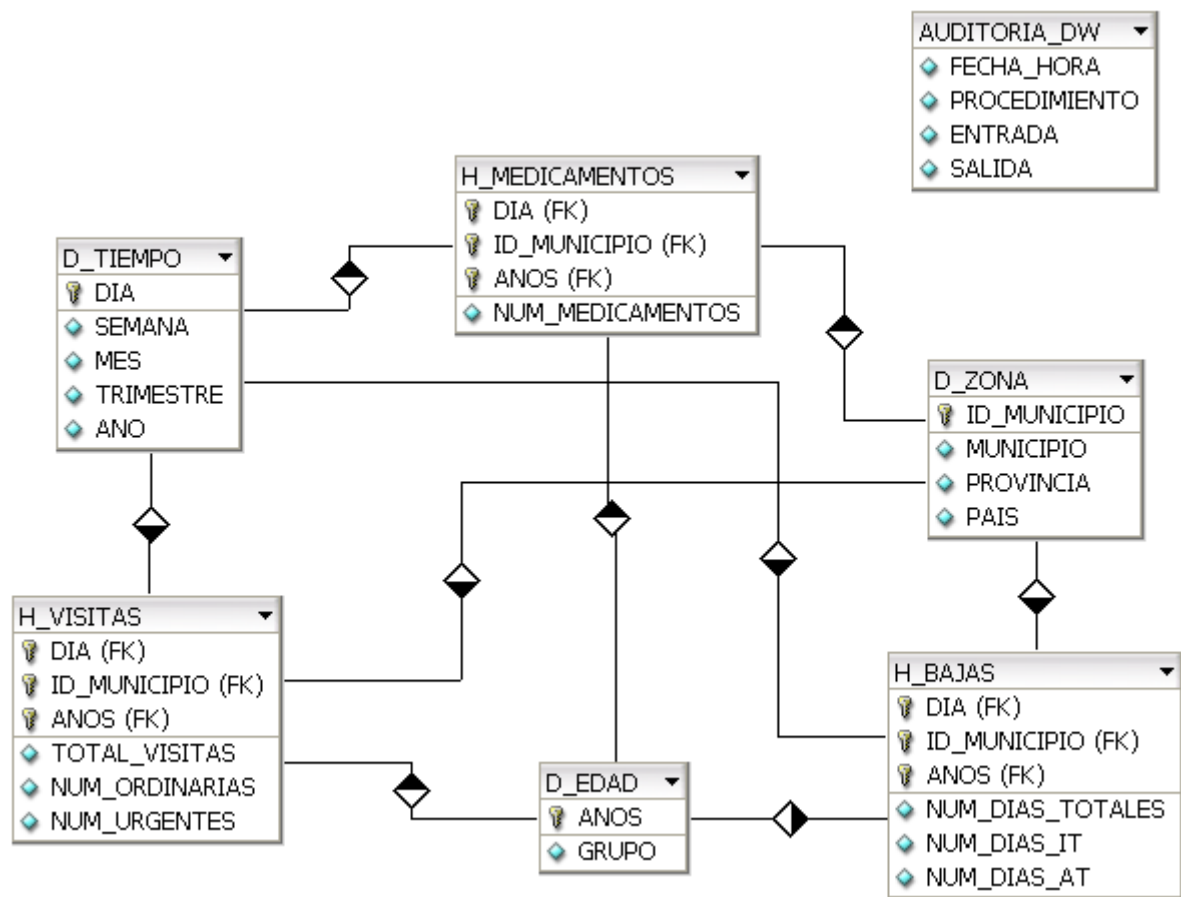 AUDITORIA_DW
FECHA_HORA
PROCEDIMIENTO
ENTRADA
SALIDA
H_MEDICAMENTOS
DIA (FK)
ID_MUNICIPIO (FK)
ANOS (FK)
NUM_MEDICAMENTOS
D_TIEMPO
DIA
SEMANA
MES
TRIMESTRE
ANO
D_ZONA
ID_MUNICIPIO
MUNICIPIO
PROVINCIA
PAIS
H_VISITAS
DIA (FK)
ID_MUNICIPIO (FK)
ANOS (FK)
TOTAL_VISITAS
NUM_ORDINARIAS
NUM_URGENTES
D_EDAD
ANOS
GRUPO
H_BAJAS
DIA (FK)
ID_MUNICIPIO (FK)
ANOS (FK)
NUM_DIAS_TOTALES
NUM_DIAS_IT
NUM_DIAS_AT